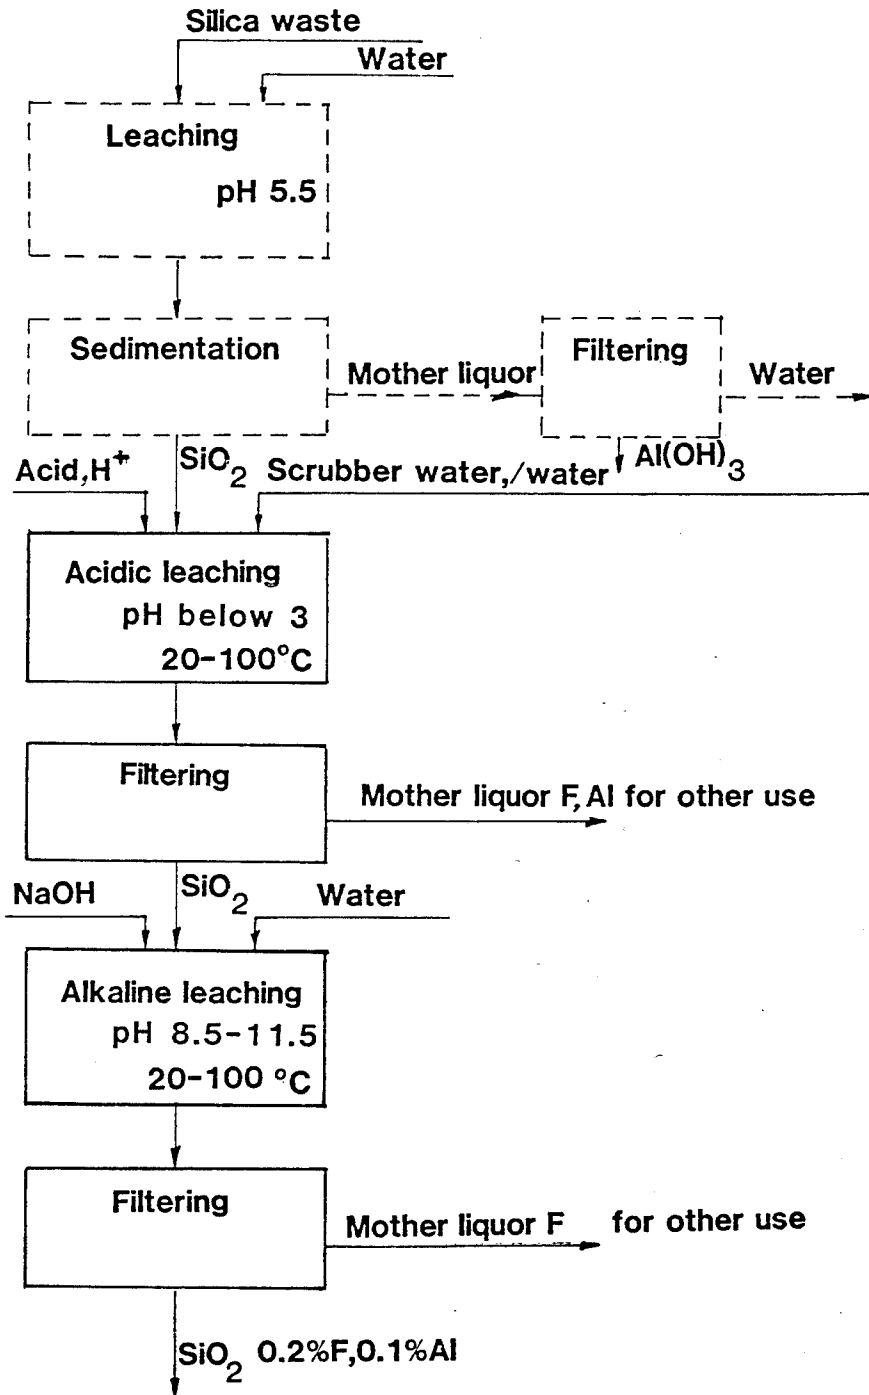 Silica waste
Water
Leaching
pH 5.5
Sedimentation
Mother liquor
Filtering
Water
Al(OH)3
SiO2
Acid, H+
Scrubber water,/water
Acidic leaching
pH below 3
20-100°C
Filtering
Mother liquor F, Al for other use
SiO2
NaOH
Water
Alkaline leaching
pH 8.5-11.5
20-100 °C
Filtering
Mother liquor F for other use
SiO2 0.2%F,0.1%Al